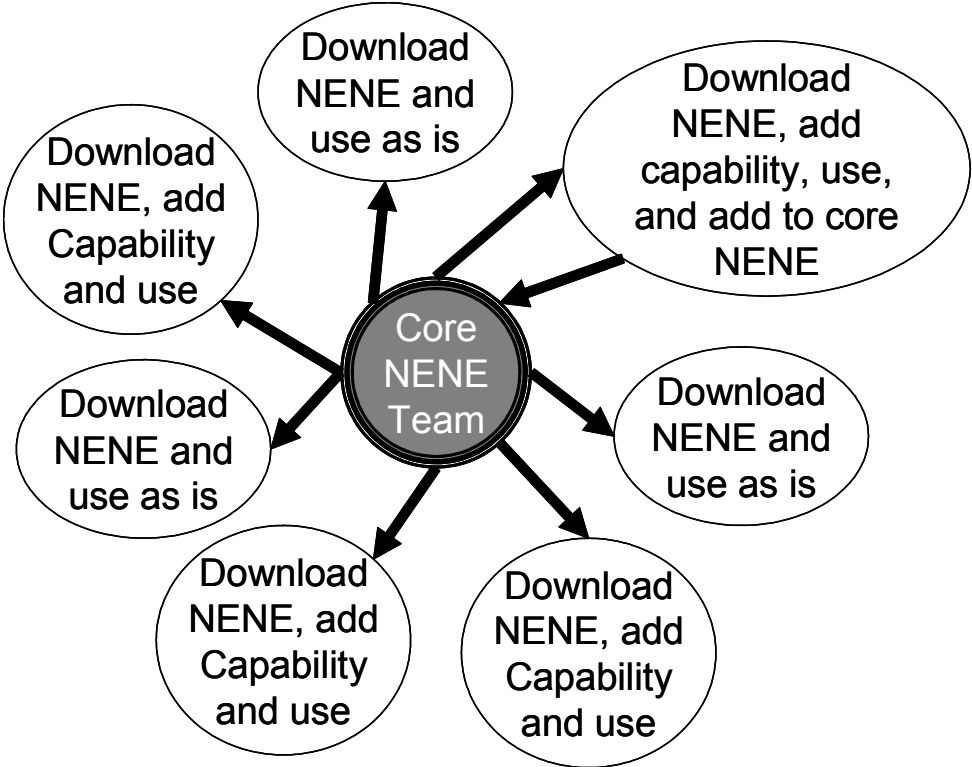 Download
NENE and
use as is
Download
NENE, add
capability, use,
and add to core
NENE
Download
NENE, add
Capability
and use
Core
NENE
Team
Download
NENE and
use as is
Download
NENE and
use as is
Download
NENE, add
Capability
and use
Download
NENE, add
Capability
and use